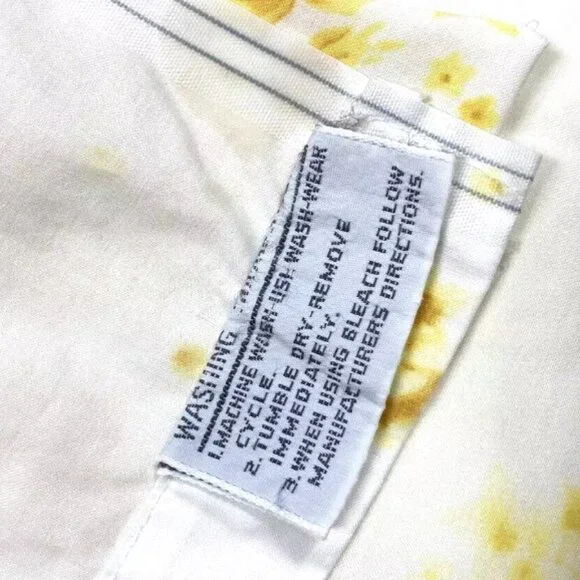 WASHING
1. MACHINE WASH-USE WASH-WEAR
CYCLE.
2. TUMBLE DRY-REMOVE
IMMEDIATELY.
3. WHEN USING BLEACH FOLLOW
MANUFACTURERS DIRECTIONS.